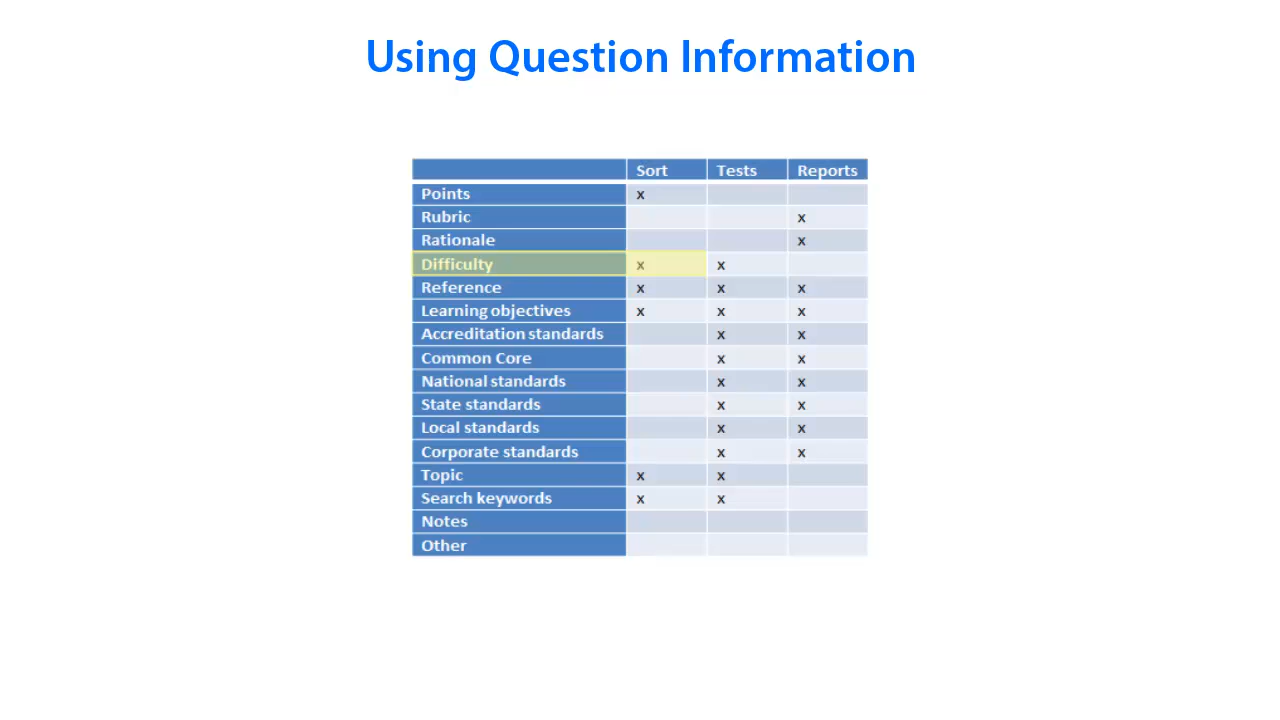 Using Question Information
Sort Tests Reports
Points x
Rubric x
Rationale x
Difficulty x x
Reference x x x
Learning objectives x x x
Accreditation standards x x
Common Core x x
National standards x x
State standards x x
Local standards x x
Corporate standards x x
Topic x x
Search keywords x x
Notes
Other